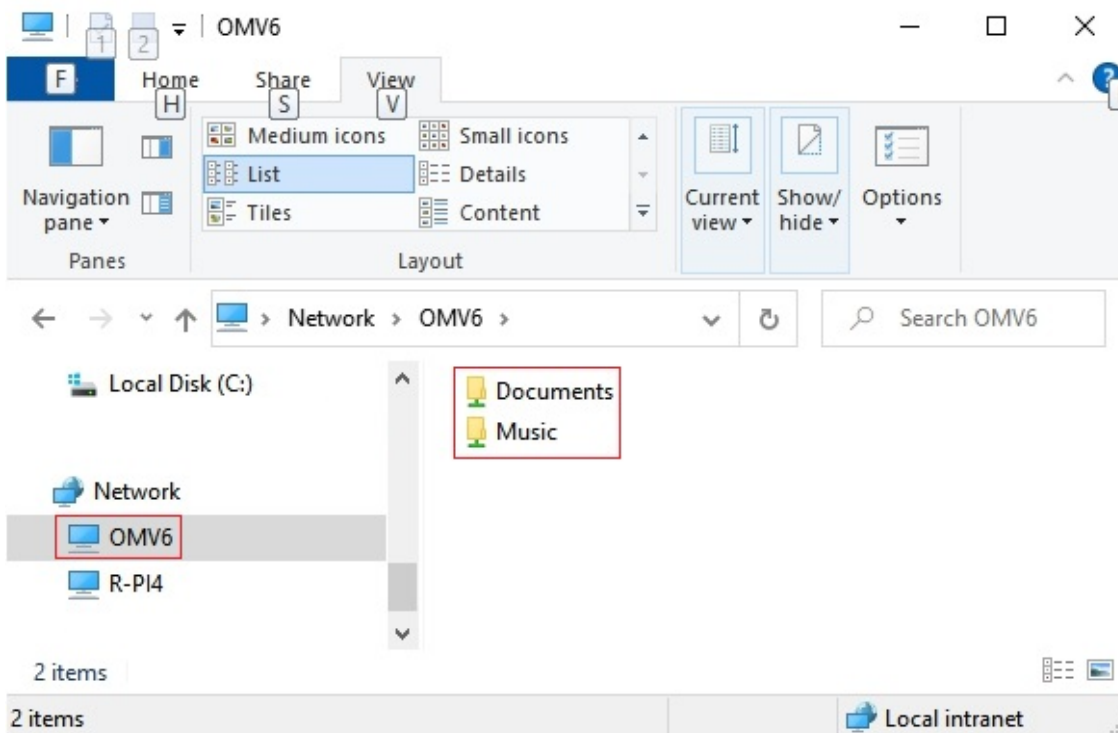 OMV6
1 2
F Home Share View
H S V
Medium icons Small icons
List Details
Tiles Content
Navigation pane
Current view
Show/ hide
Options
Panes Layout
Network > OMV6 >
Search OMV6
Local Disk (C:)
Network
OMV6
R-PI4
Documents
Music
2 items
2 items Local intranet